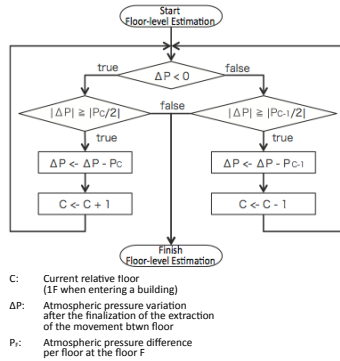 Start
Floor-level Estimation
true
ΔP < 0
false
|ΔP| ≧ |Pc/2|
false
|ΔP| ≧ |Pc-1/2|
true
true
ΔP <- ΔP - Pc
ΔP <- ΔP - Pc-1
C <- C + 1
C <- C - 1
Finish
Floor-level Estimation
C: Current relative floor
(1F when entering a building)
ΔP: Atmospheric pressure variation
after the finalization of the extraction
of the movement btwn floor
PF: Atmospheric pressure difference
per floor at the floor F